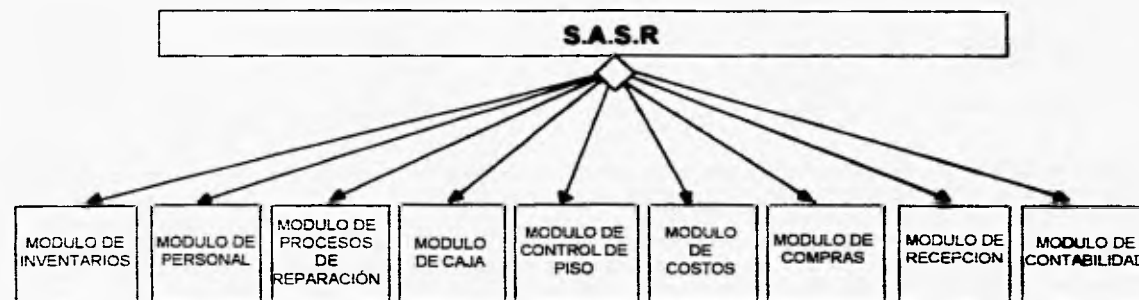 S.A.S.R
MODULO DE
INVENTARIOS
MODULO DE
PERSONAL
MODULO DE
PROCESOS
DE
REPARACIÓN
MODULO
DE CAJA
MODULO DE
CONTROL DE
PISO
MODULO
DE
COSTOS
MODULO DE
COMPRAS
MODULO DE
RECEPCION
MODULO DE
CONTABILIDAD